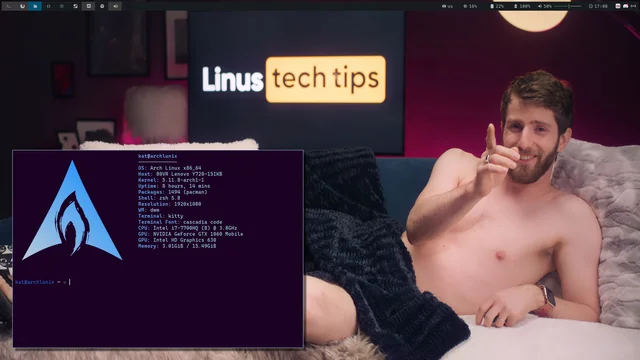 us 16% 22% 100% 50% 17:08
Linus tech tips
kat@archlunix
OS: Arch Linux x86_64
Host: 80VR Lenovo Y720-15IKB
Kernel: 5.11.8-arch1-1
Uptime: 8 hours, 14 mins
Packages: 1494 (pacman)
Shell: zsh 5.8
Resolution: 1920x1080
WM: dwm
Terminal: kitty
Terminal Font: cascadia code
CPU: Intel i7-7700HQ (8) @ 3.8GHz
GPU: NVIDIA GeForce GTX 1060 Mobile
GPU: Intel HD Graphics 630
Memory: 3.01GiB / 15.49GiB
kat@archlunix ~